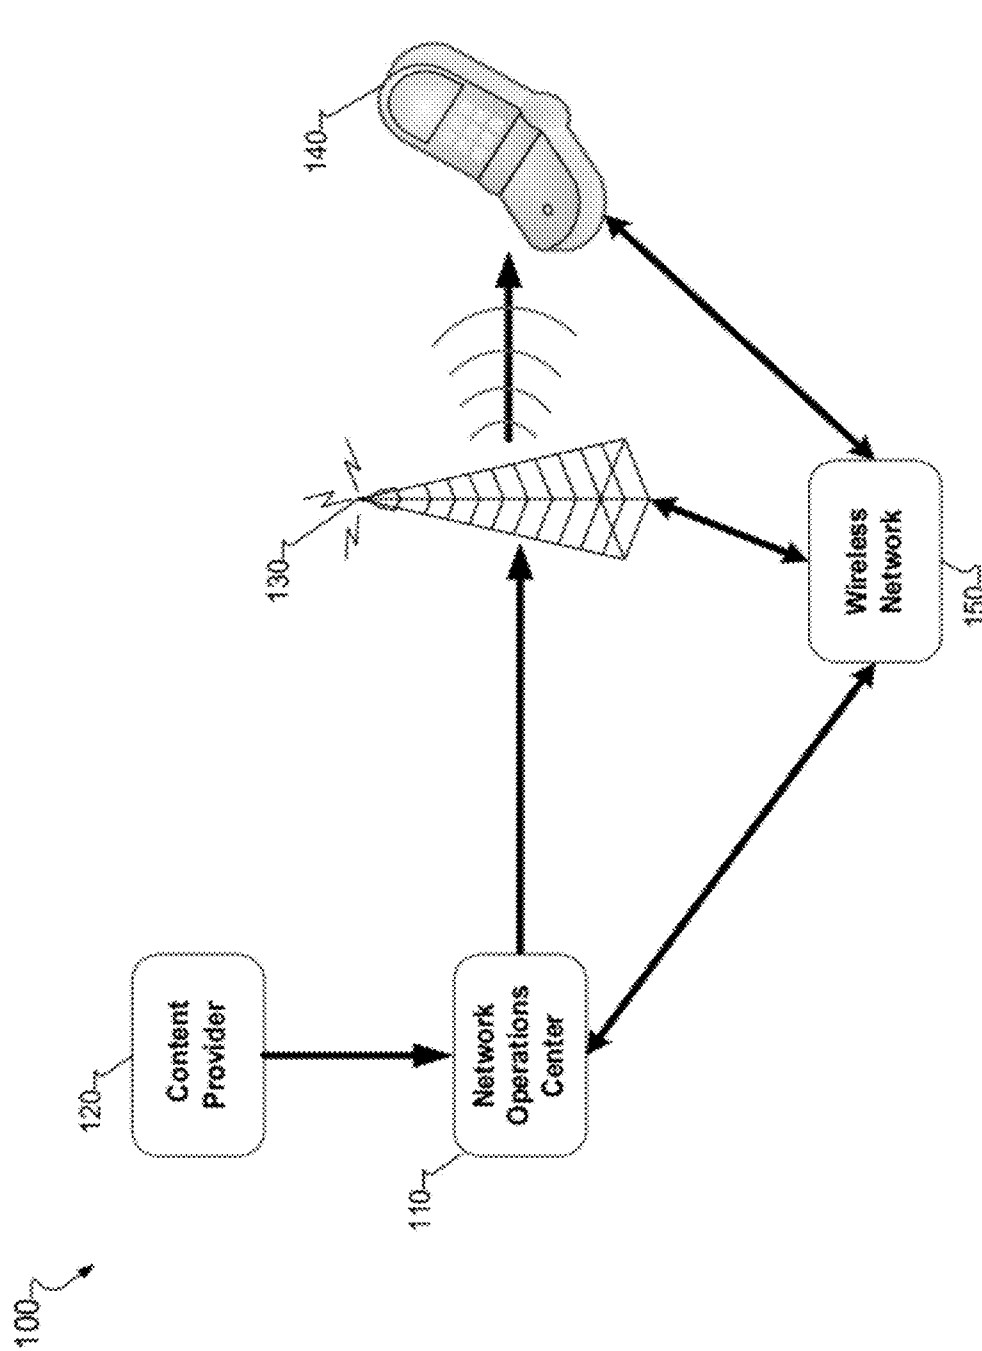 100
120
Content
Provider
110
Network
Operations
Center
130
140
Wireless
Network
150